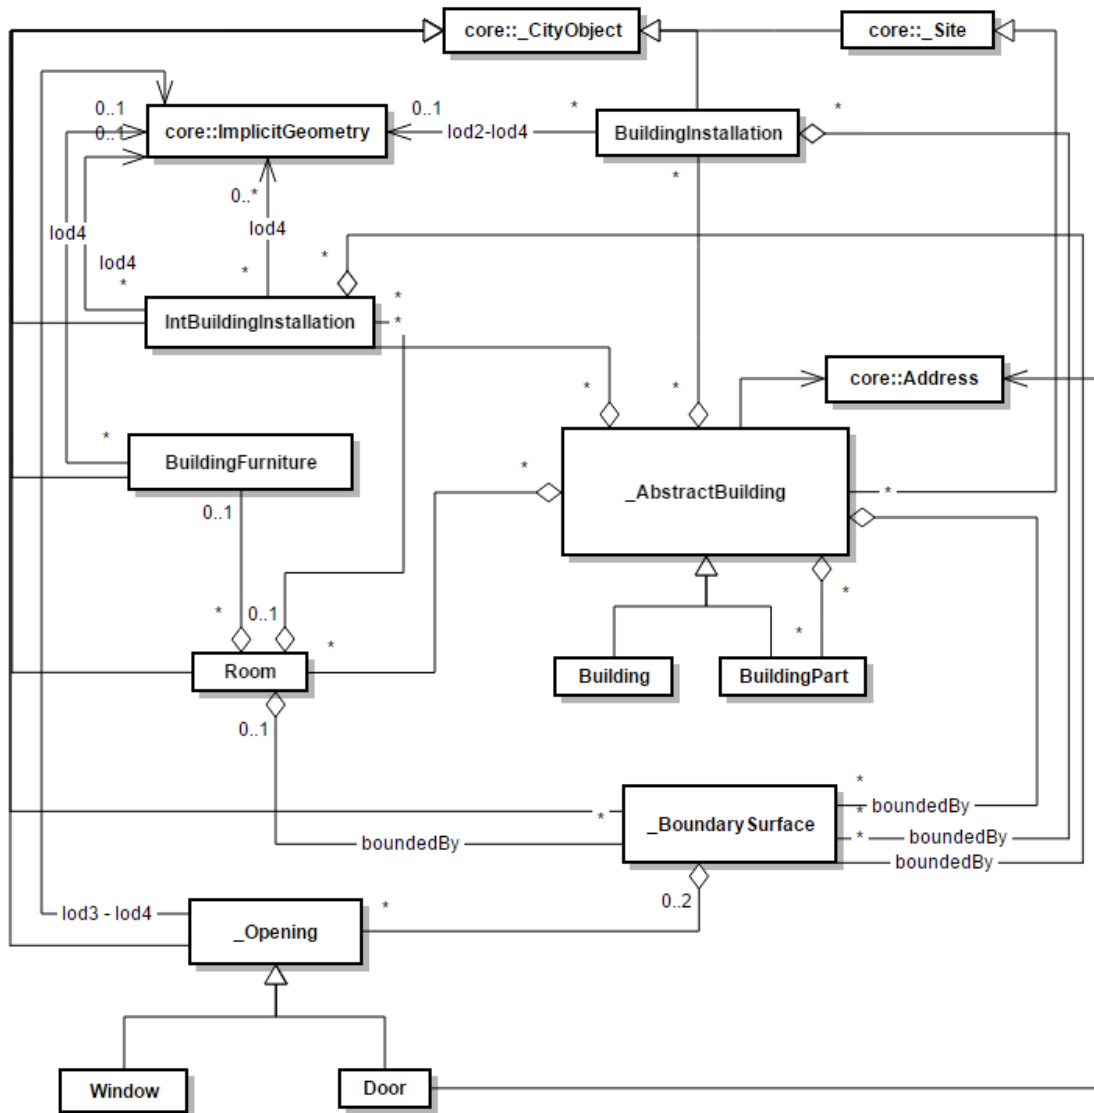 core::_CityObject
core::_Site
0..1
0..1
core::ImplicitGeometry
0..1
lod2-lod4
*
BuildingInstallation
*
*
0..*
lod4
lod4
lod4
*
*
*
*
*
IntBuildingInstallation
*
*
core::Address
*
BuildingFurniture
0..1
*
_AbstractBuilding
*
*
0..1
*
Room
0..1
*
*
Building
BuildingPart
*
_BoundarySurface
*
boundedBy
*
*
boundedBy
boundedBy
boundedBy
0..2
lod3 - lod4
*
_Opening
Window
Door